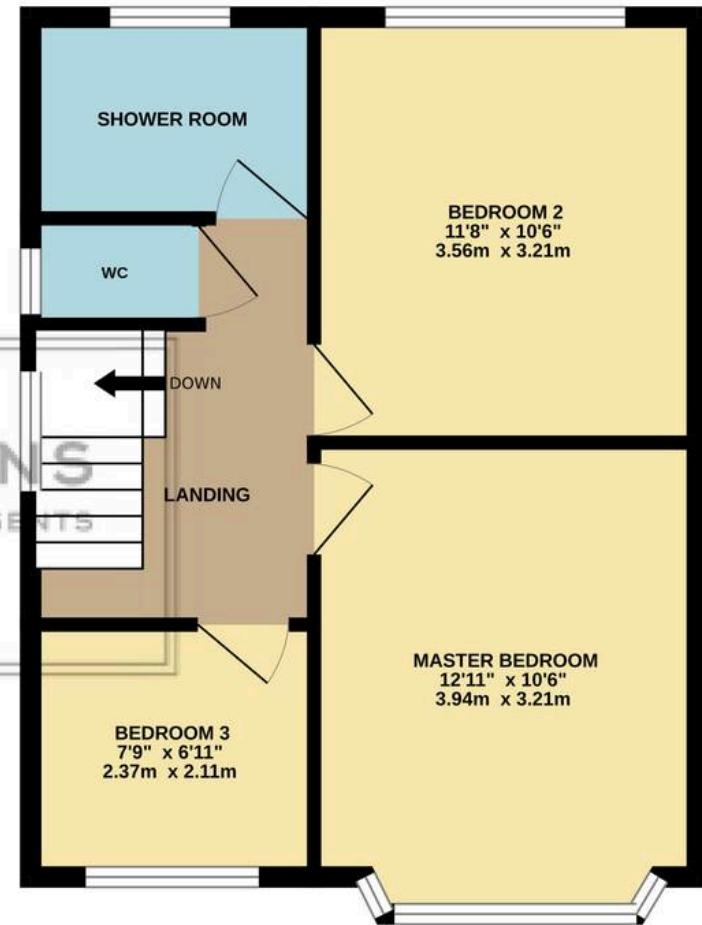 SHOWER ROOM
BEDROOM 2
11'8" x 10'6"
3.56m x 3.21m
WC
DOWN
LANDING
MASTER BEDROOM
12'11" x 10'6"
3.94m x 3.21m
BEDROOM 3
7'9" x 6'11"
2.37m x 2.11m